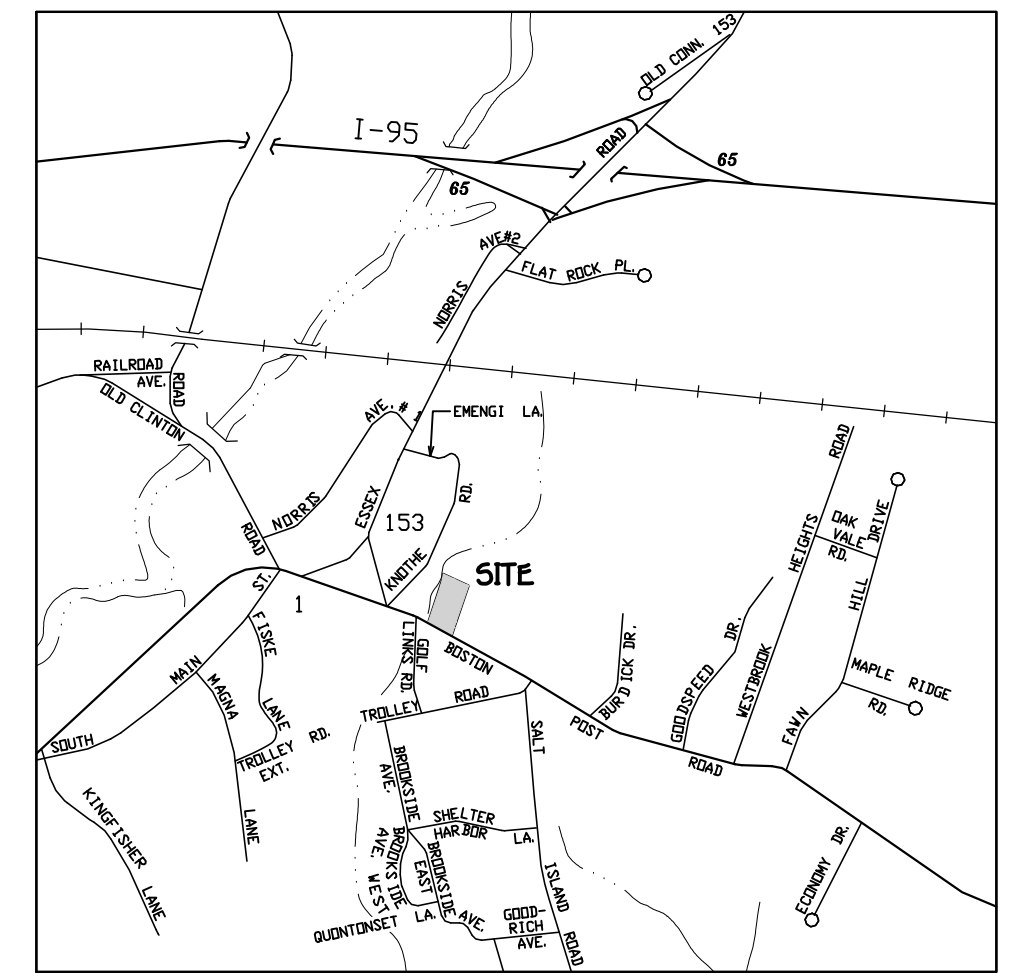 OLD CONN. 153
I-95
ROAD
65
65
AVE#2
FLAT ROCK PL.
NORRIS
RAILROAD
AVE.
ROAD
OLD CLINTON
AVE. # 1
EMENGI LA.
RD.
NORRIS
ESSEX
153
ROAD
KNOTHE
SITE
ROAD
HEIGHTS
OAK
VALE
RD.
DRIVE
HILL
ST.
1
FISKE
LINKS RD.
GOLF
BOSTON
BURDICK DR.
DR.
GOODSPEED
WESTBROOK
MAPLE RIDGE
RD.
MAIN
MAGNA
LANE
SOUTH
TROLLEY RD.
EXT.
TROLLEY ROAD
SALT
POST
ROAD
FAWN
BROOKSIDE
AVE.
KINGFISHER LANE
LANE
SHELTER
HARBOR LA.
BROOKSIDE
AVE. WEST
BROOKSIDE
EAST
AVE.
ISLAND
ROAD
ECONOMY DR.
QUONTONSET LA.
GOOD-
RICH
AVE.